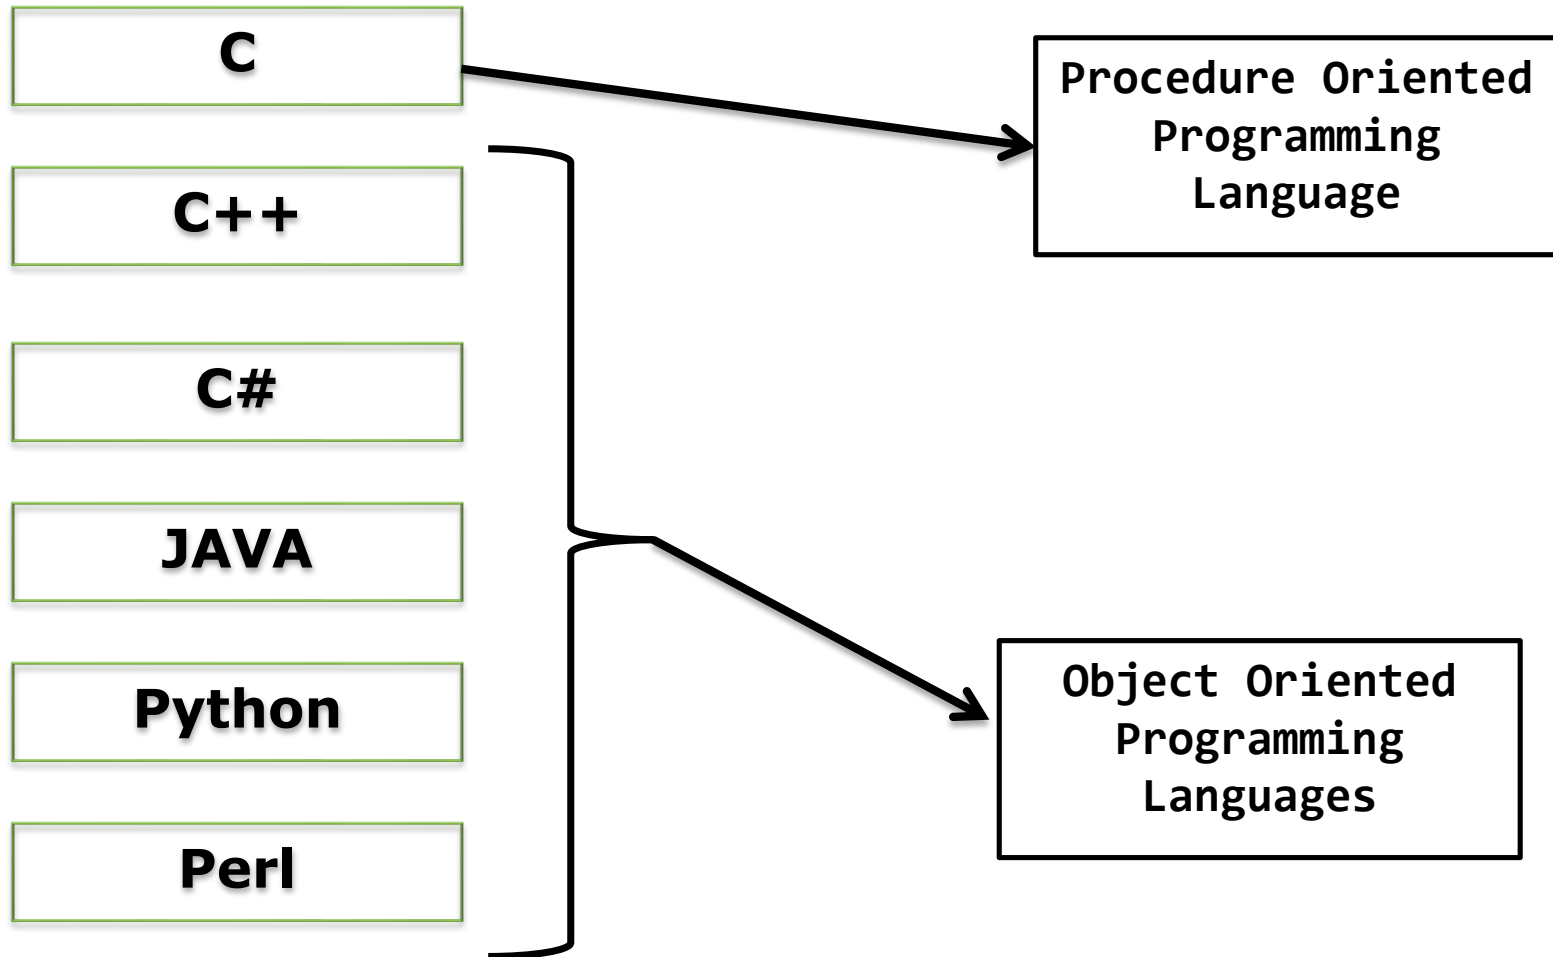 C
C++
C#
JAVA
Python
Perl
Procedure Oriented
Programming
Language
Object Oriented
Programming
Languages